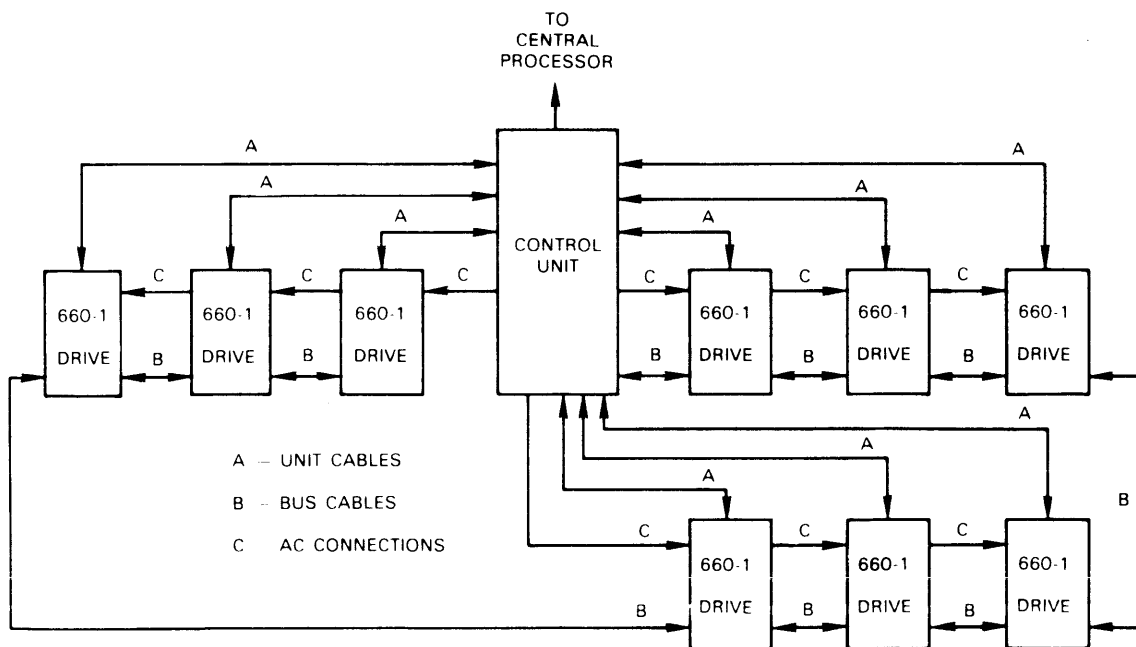 TO
CENTRAL
PROCESSOR
A
A
A
A
A
A
CONTROL
UNIT
C
C
C
C
C
C
660-1
DRIVE
660-1
DRIVE
660-1
DRIVE
660-1
DRIVE
660-1
DRIVE
660-1
DRIVE
B
B
B
B
B
A
A
A
B
A – UNIT CABLES
B – BUS CABLES
C AC CONNECTIONS
C
C
C
660-1
DRIVE
660-1
DRIVE
660-1
DRIVE
B
B
B